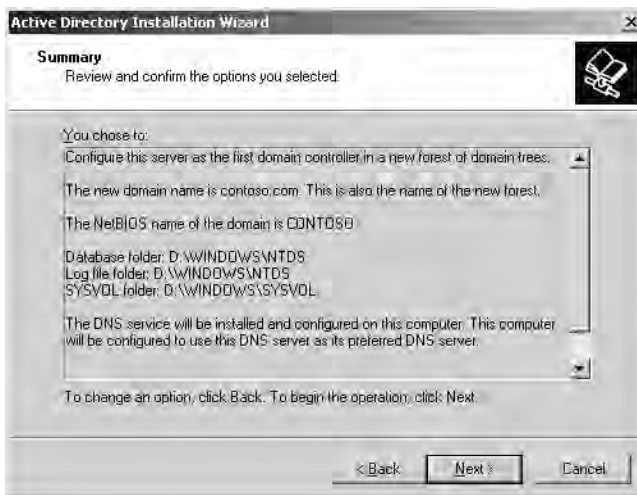 Active Directory Installation Wizard
Summary
Review and confirm the options you selected.
You chose to:
Configure this server as the first domain controller in a new forest of domain trees.
The new domain name is contoso.com. This is also the name of the new forest.
The NetBIOS name of the domain is CONTOSO
Database folder: D:\WINDOWS\NTDS
Log file folder: D:\WINDOWS\NTDS
SYSVOL folder: D:\WINDOWS\SYSVOL
The DNS service will be installed and configured on this computer. This computer
will be configured to use this DNS server as its preferred DNS server.
To change an option, click Back. To begin the operation, click Next.
< Back Next > Cancel